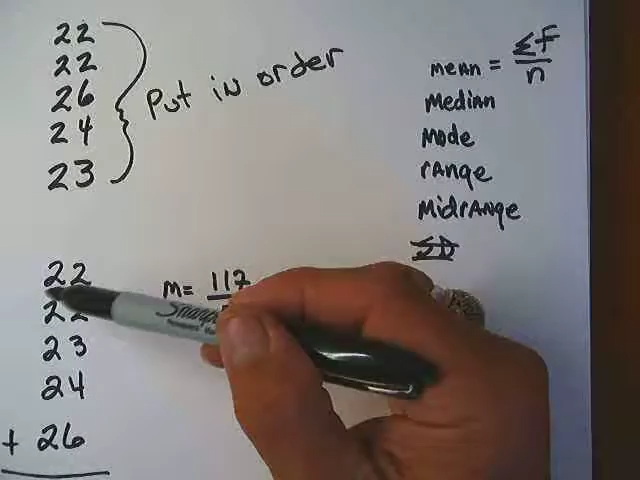 22
22
26
24
23
Put in order
mean = Σf
n
Median
Mode
range
Midrange
22
22
23
24
+ 26
m= 117
Sharpie